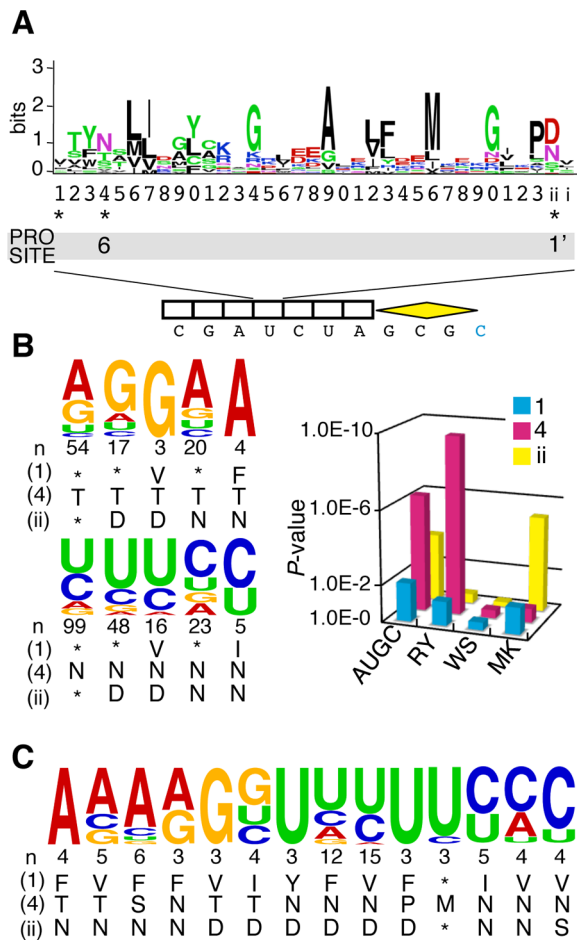 A
3
2
1
0
bits
1 2 3 4 5 6 7 8 9 0 1 2 3 4 5 6 7 8 9 0 1 2 3 4 5 6 7 8 9 0 1 2 3 ii i
* * *
PRO
SITE
6 1’
C G A U C U A G C G C
B
A G G A A
n 54 17 3 20 4
(1) * * V * F
(4) T T T T T
(ii) * D D N N
U U U C C
n 99 48 16 23 5
(1) * * V * I
(4) N N N N N
(ii) * D D N N
1
4
ii
P-value
1.0E-10
1.0E-6
1.0E-2
1.0E-0
AUGC
RY
WS
MK
C
A A A A G G U U U U U C C C
n 4 5 6 3 3 4 3 12 15 3 3 5 4 4
(1) F V F F V I Y F V F * I V V
(4) T T S N T T N N N P M N N N
(ii) N N N N D D D D D D * N N S